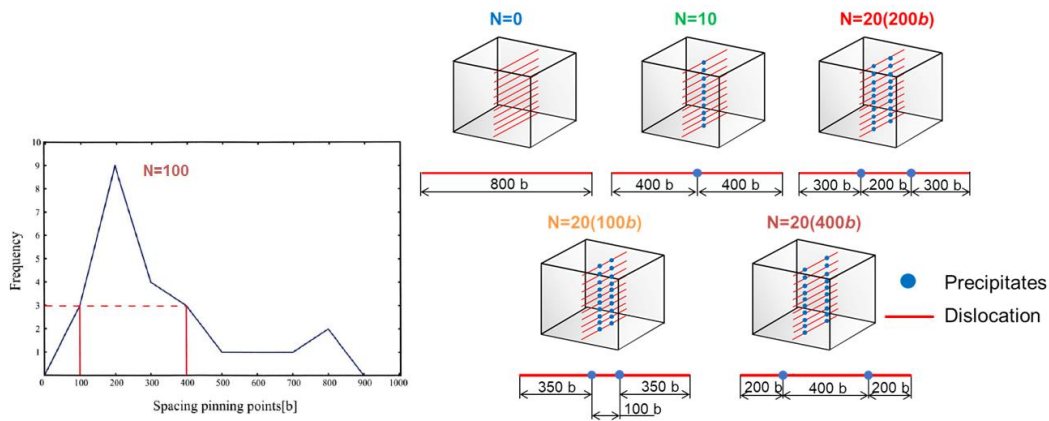 N=0
N=10
N=20(200b)
800 b
400 b
400 b
300 b
200 b
300 b
N=20(100b)
N=20(400b)
350 b
350 b
100 b
200 b
400 b
200 b
Precipitates
Dislocation
N=100
Frequency
10
9
8
7
6
5
4
3
2
1
0
100
200
300
400
500
600
700
800
900
1000
Spacing pinning points[b]